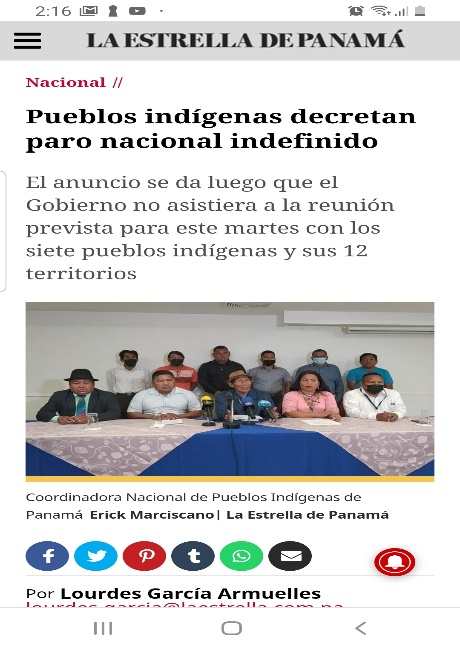 2:16
LA ESTRELLA DE PANAMÁ
Nacional //
Pueblos indígenas decretan
paro nacional indefinido
El anuncio se da luego que el
Gobierno no asistiera a la reunión
prevista para este martes con los
siete pueblos indígenas y sus 12
territorios
Coordinadora Nacional de Pueblos Indígenas de
Panamá Erick Marciscano| La Estrella de Panamá
Por Lourdes García Armuelles
lourdes.garcia@laestrella.com.pa